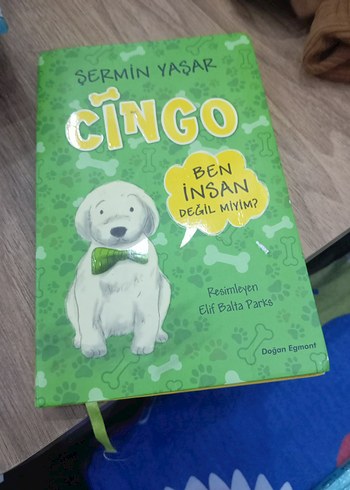 ŞERMİN YAŞAR
CİNGO
BEN
İNSAN
DEĞİL MİYİM?
Resimleyen
Elif Balta Parks
Doğan Egmont